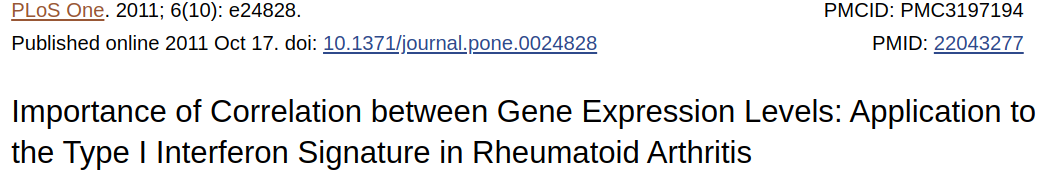 PLoS One. 2011; 6(10): e24828. PMCID: PMC3197194
Published online 2011 Oct 17. doi: 10.1371/journal.pone.0024828 PMID: 22043277
Importance of Correlation between Gene Expression Levels: Application to
the Type I Interferon Signature in Rheumatoid Arthritis